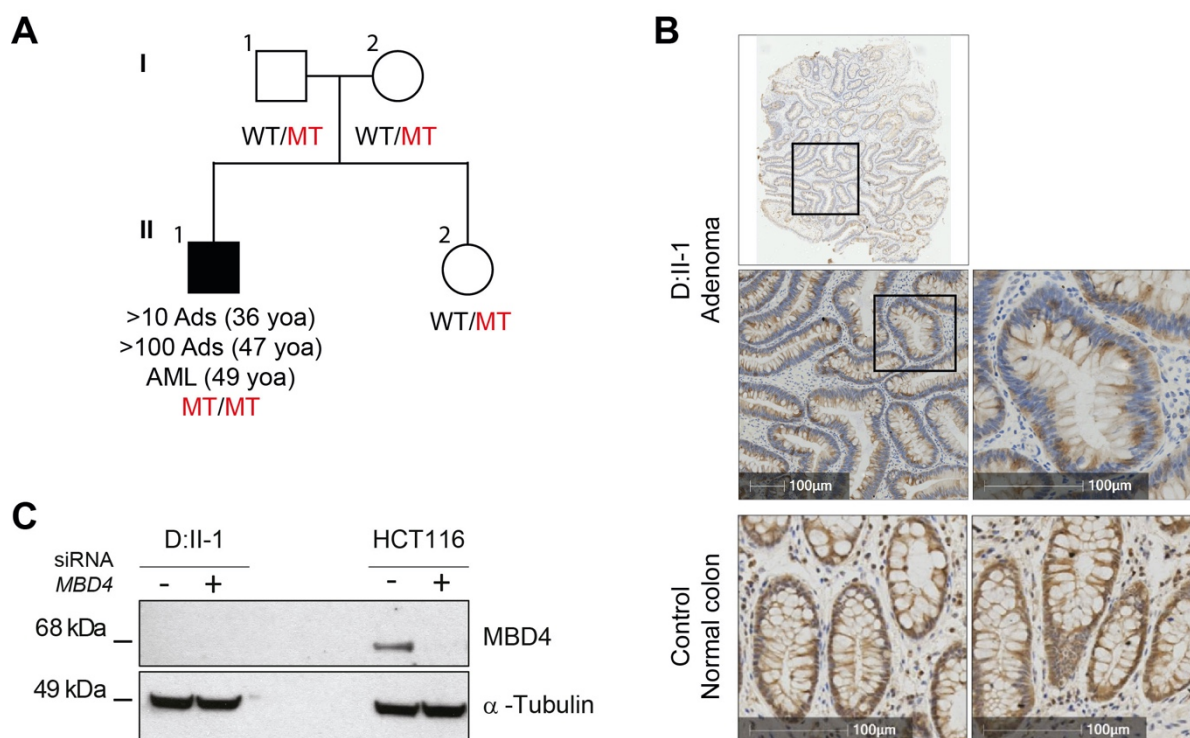 A
I
1
2
WT/MT
WT/MT
II
1
2
>10 Ads (36 yoa)
>100 Ads (47 yoa)
AML (49 yoa)
MT/MT
WT/MT
B
D:II-1
Adenoma
100μm
100μm
Control
Normal colon
100μm
100μm
C
D:II-1
HCT116
siRNA
MBD4
- +
- +
68 kDa
MBD4
49 kDa
α -Tubulin